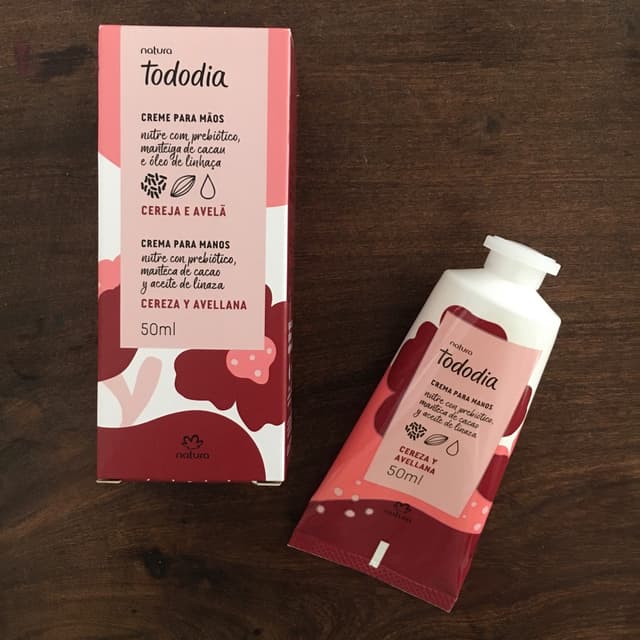 natura
tododia
CREME PARA MÃOS
nutre com prebiótico,
manteiga de cacau
e óleo de linhaça
CEREJA E AVELÃ
CREMA PARA MANOS
nutre con prebiótico,
manteca de cacao
y aceite de linaza
CEREZA Y AVELLANA
50ml
natura
natura
tododia
CREMA PARA MANOS
nutre con prebiótico,
manteca de cacao
y aceite de linaza
CEREZA Y
AVELLANA
50ml